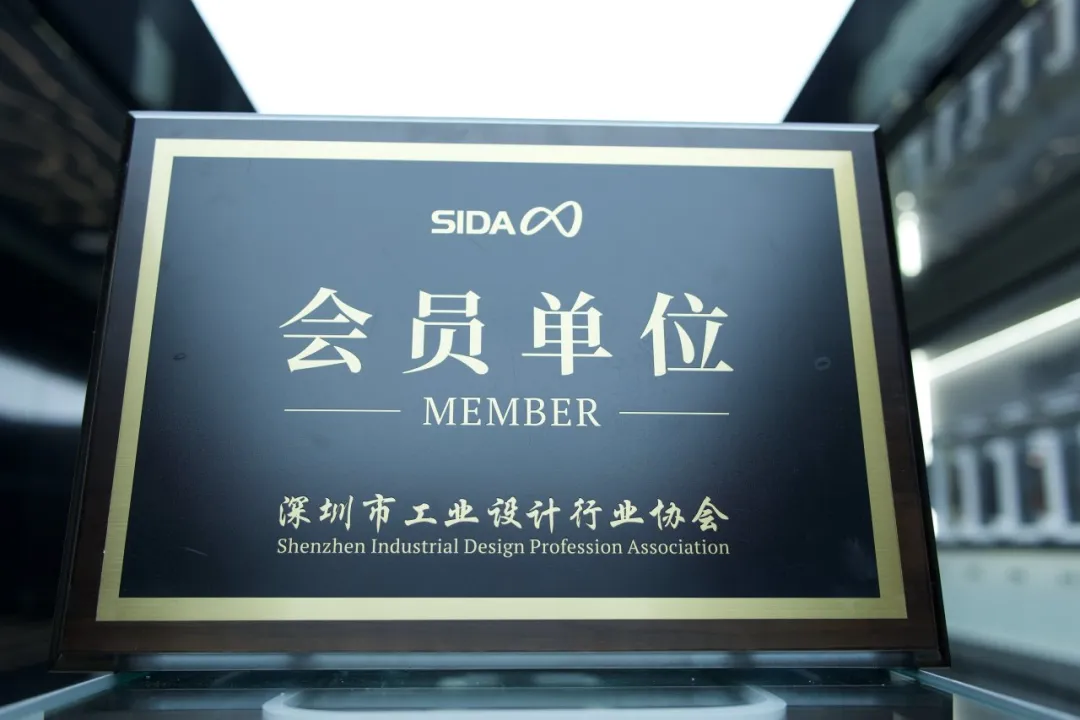 SIDA
会员单位
MEMBER
深圳市工业设计行业协会
Shenzhen Industrial Design Profession Association